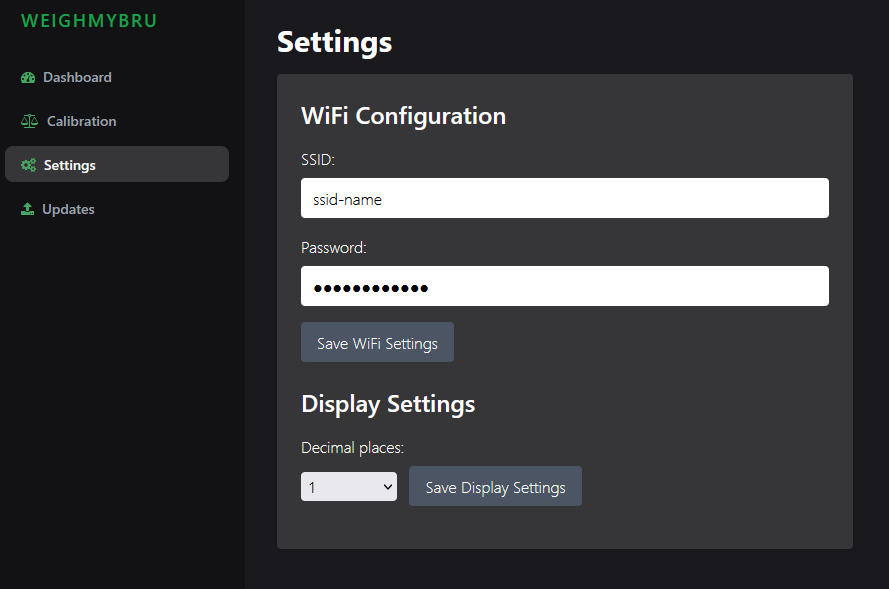 WEIGHMYBRU
Dashboard
Calibration
Settings
Updates
Settings
WiFi Configuration
SSID:
ssid-name
Password:
••••••••••••
Save WiFi Settings
Display Settings
Decimal places:
1
Save Display Settings